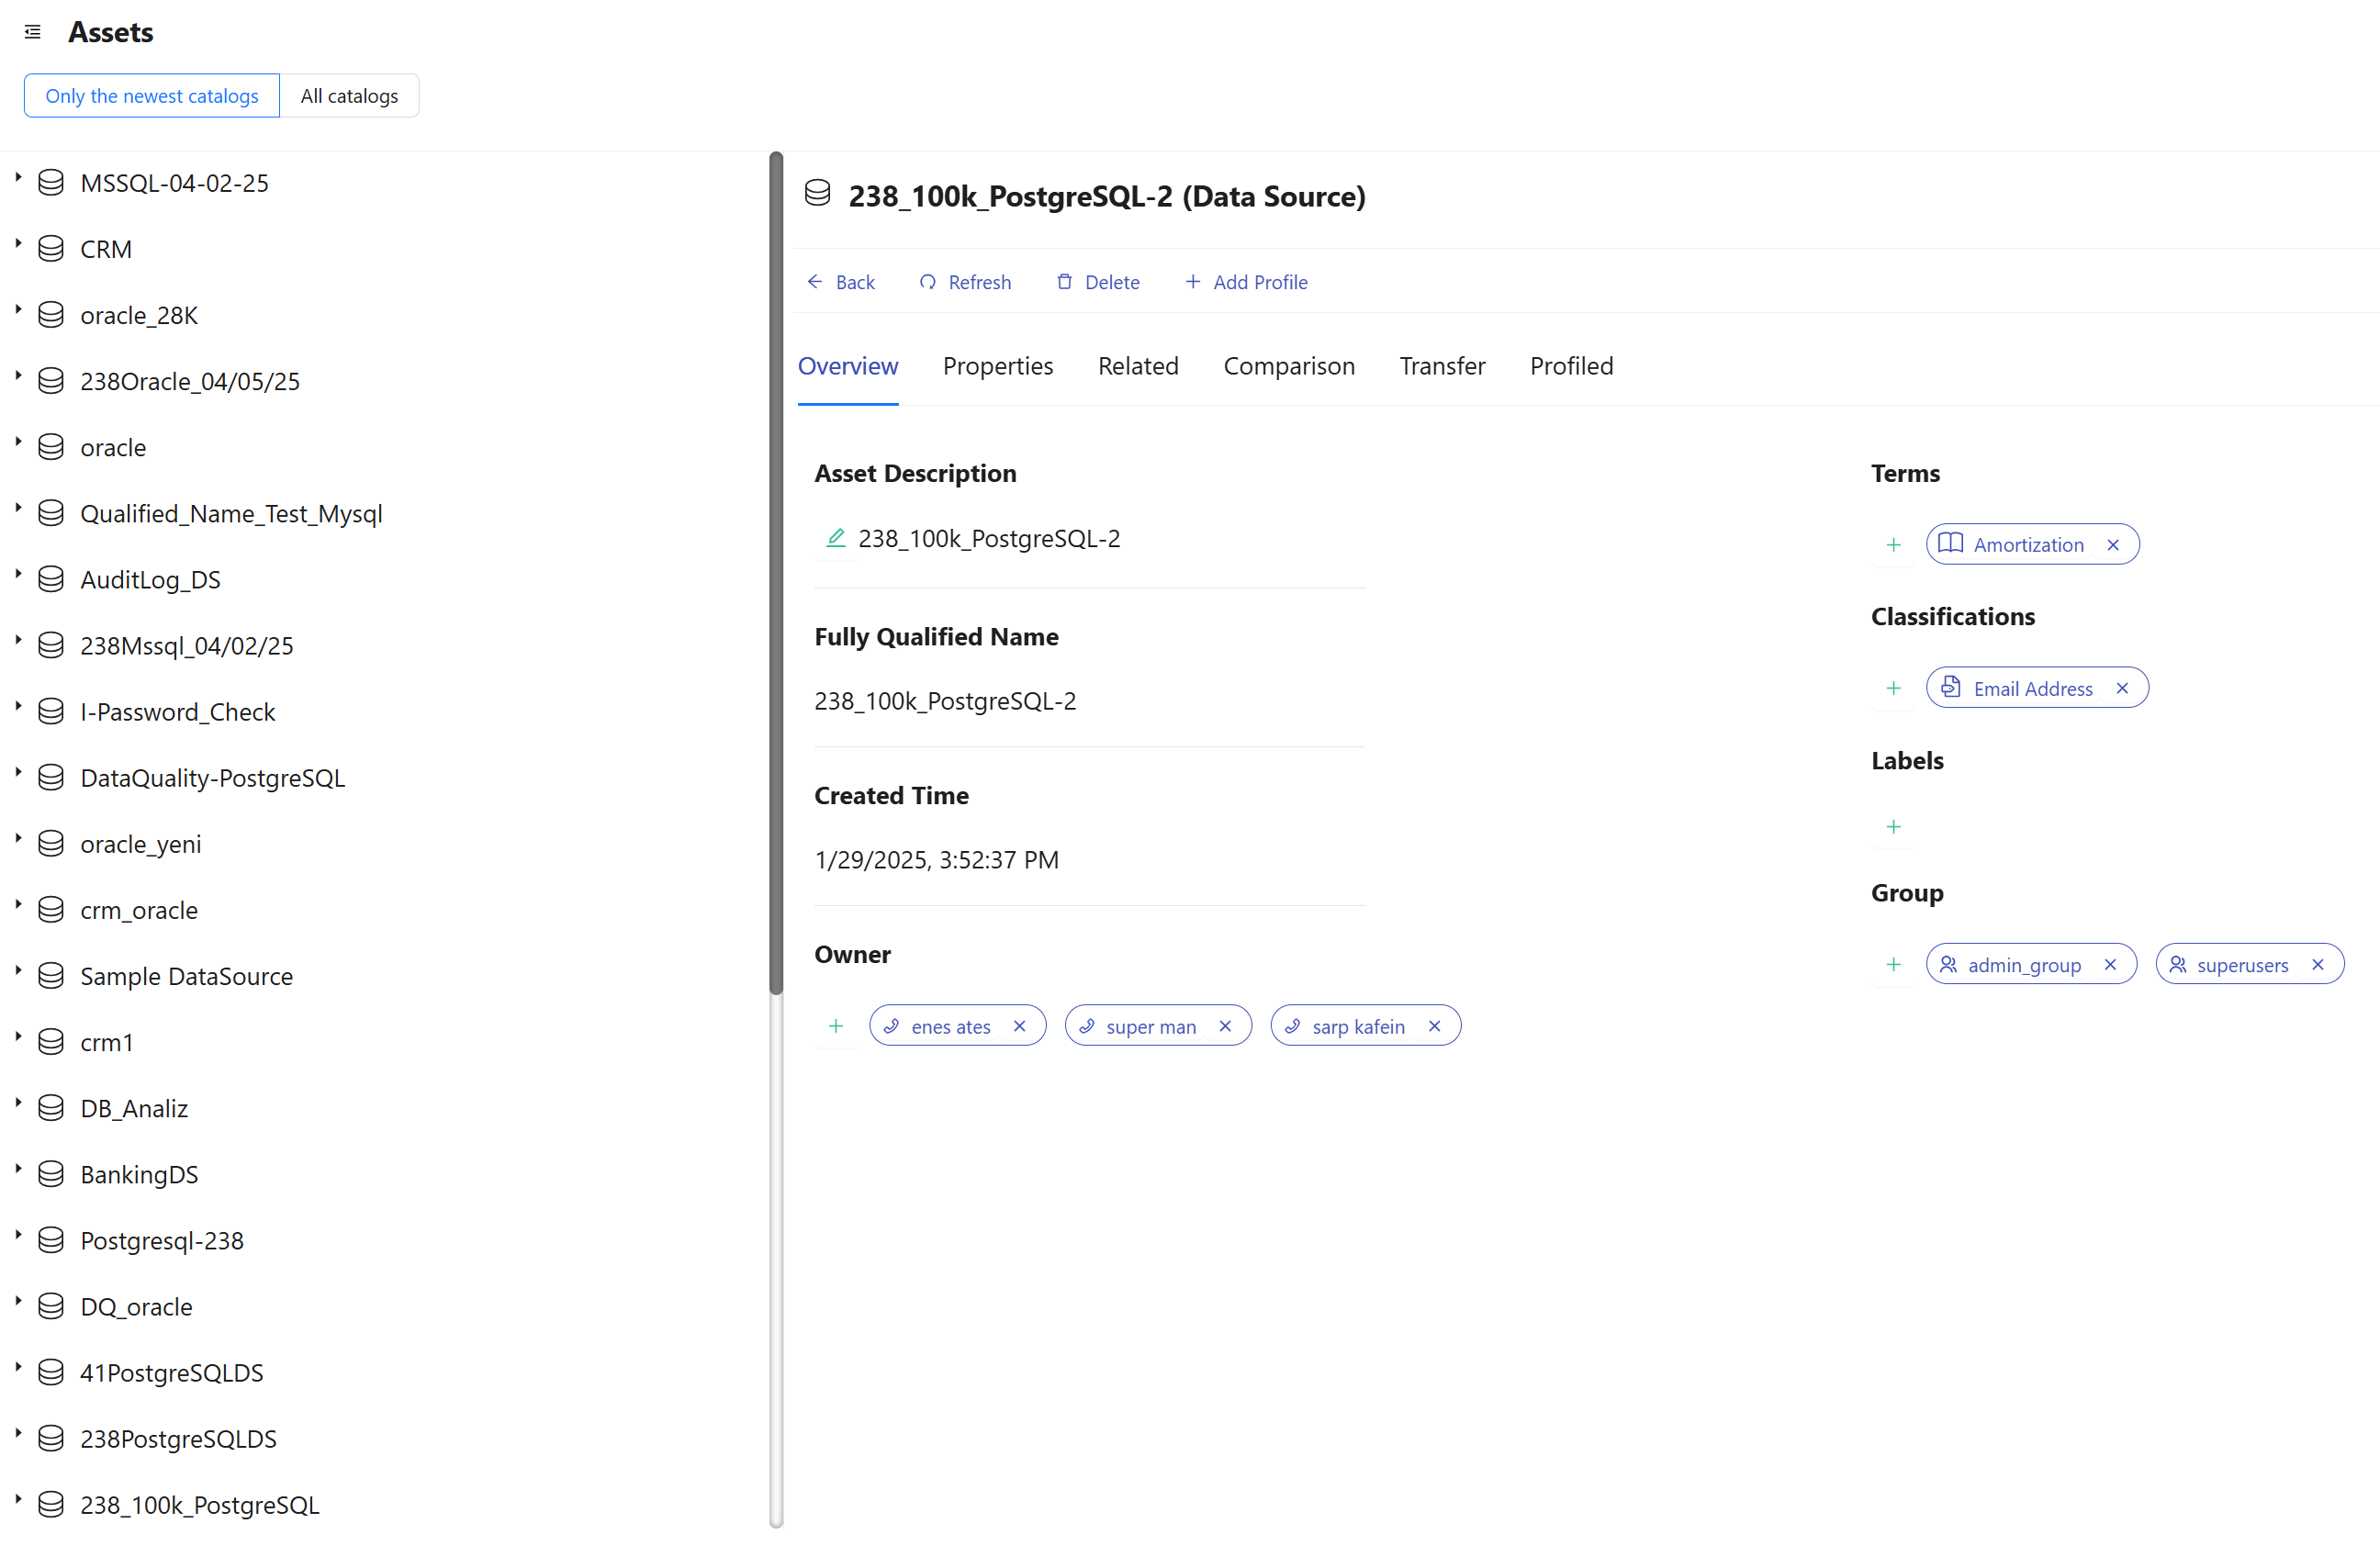 Assets
Only the newest catalogs All catalogs
MSSQL-04-02-25
CRM
oracle_28K
238Oracle_04/05/25
oracle
Qualified_Name_Test_Mysql
AuditLog_DS
238Mssql_04/02/25
I-Password_Check
DataQuality-PostgreSQL
oracle_yeni
crm_oracle
Sample DataSource
crm1
DB_Analiz
BankingDS
Postgresql-238
DQ_oracle
41PostgreSQLDS
238PostgreSQLDS
238_100k_PostgreSQL
238_100k_PostgreSQL-2 (Data Source)
Back Refresh Delete Add Profile
Overview Properties Related Comparison Transfer Profiled
Asset Description
238_100k_PostgreSQL-2
Fully Qualified Name
238_100k_PostgreSQL-2
Created Time
1/29/2025, 3:52:37 PM
Owner
enes ates super man sarp kafein
Terms
Amortization
Classifications
Email Address
Labels
Group
admin_group superusers